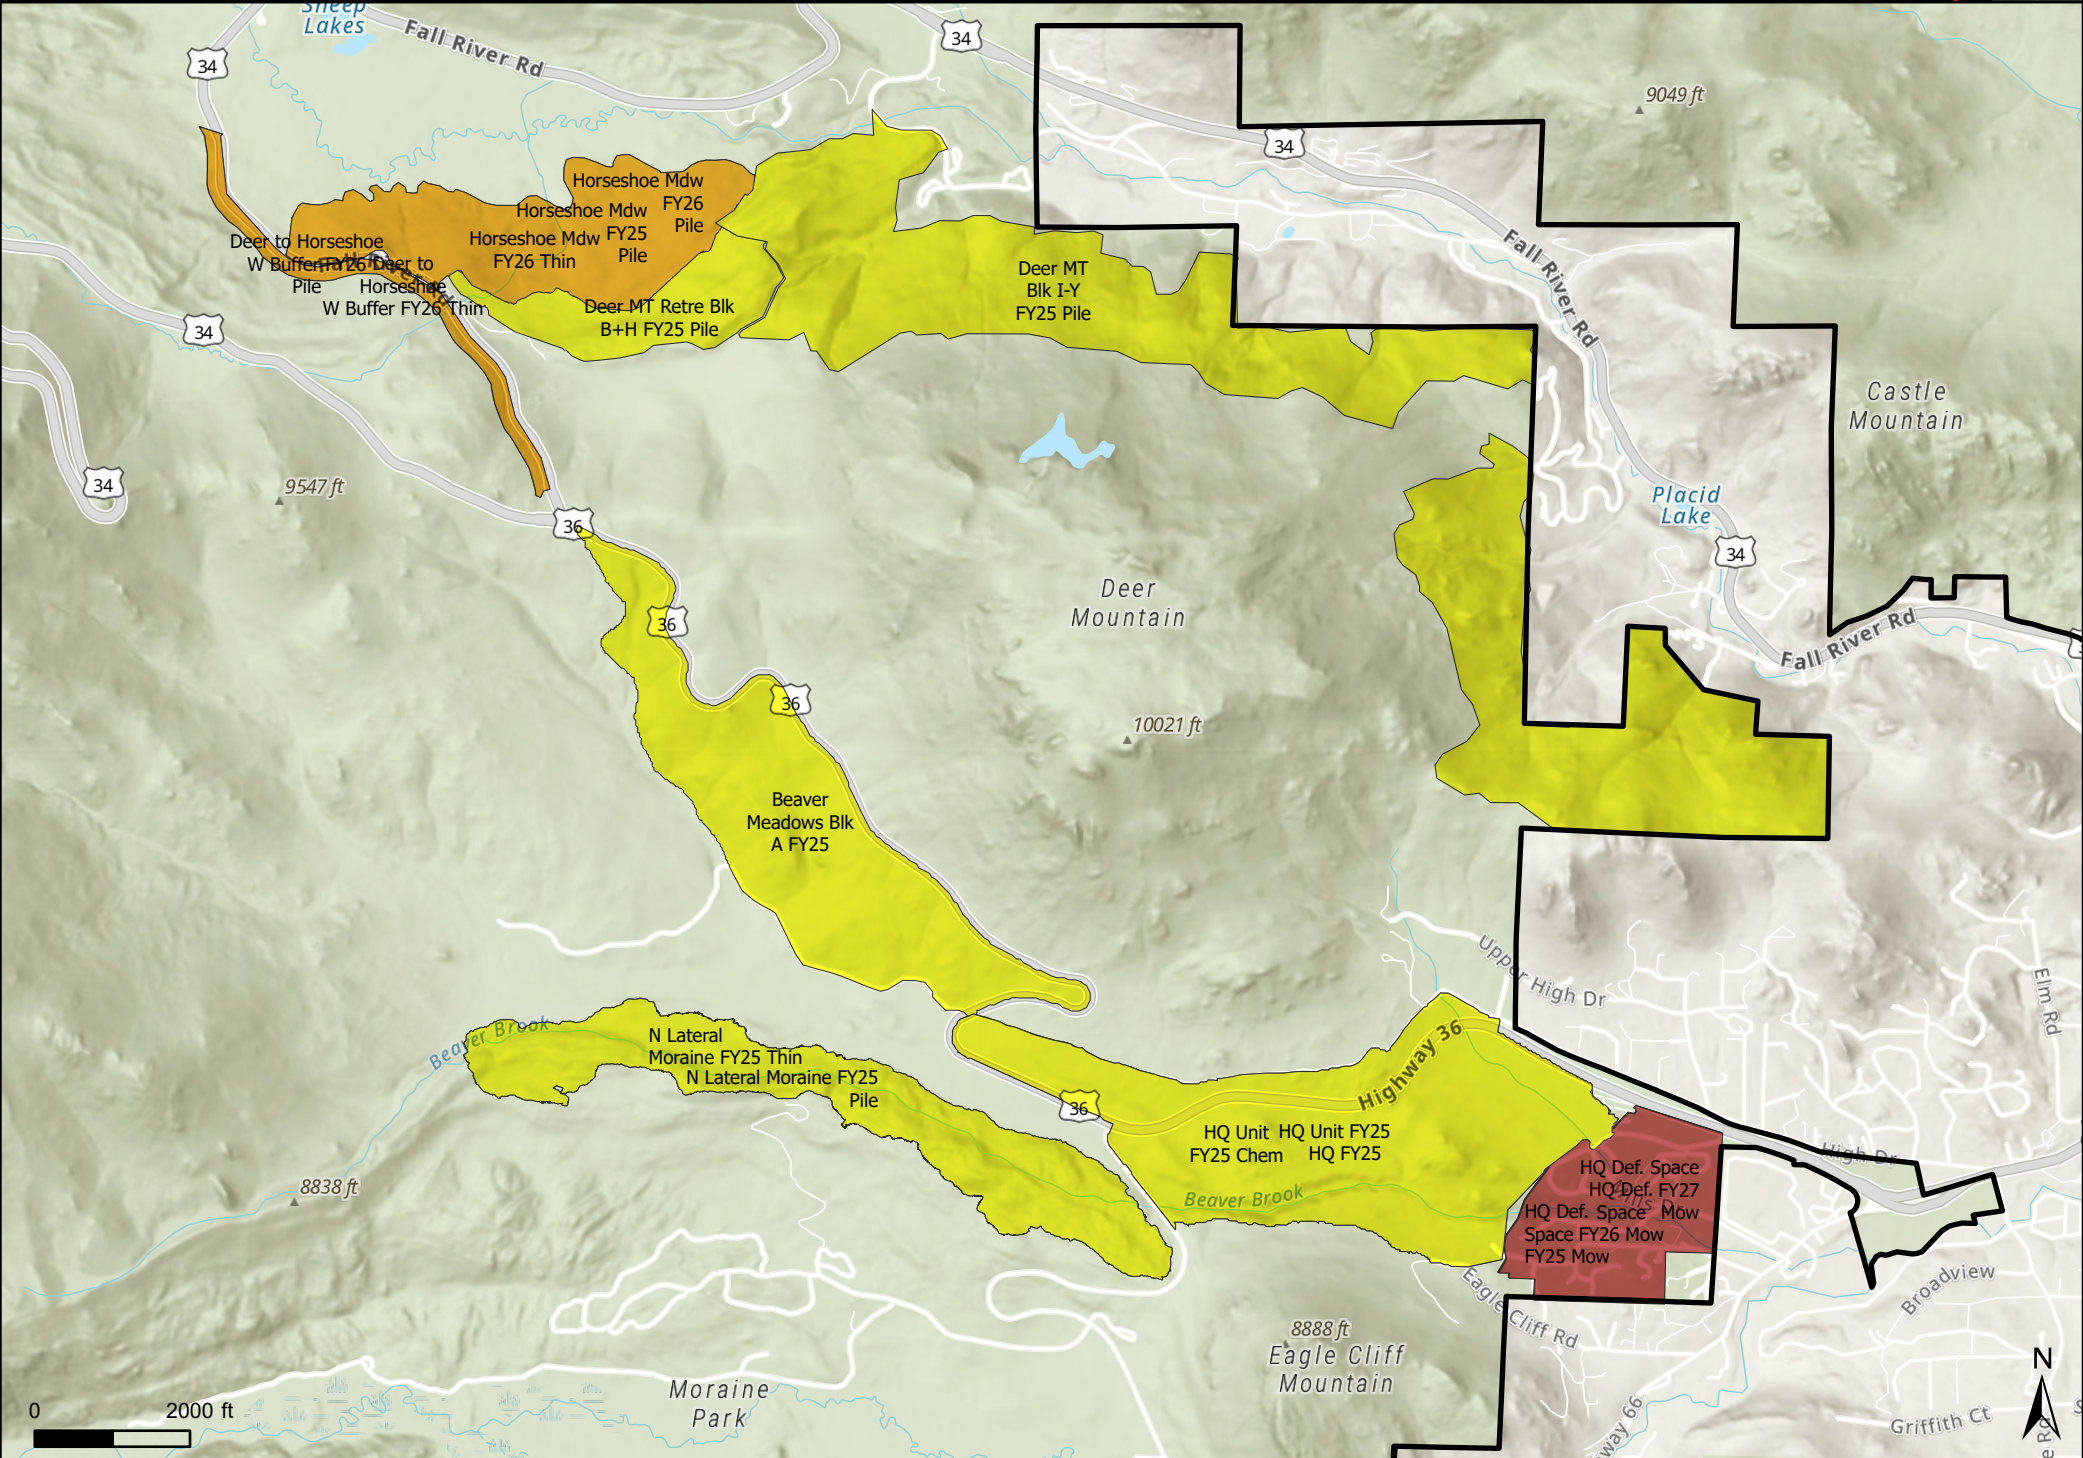 Sheep
Lakes
Fall River Rd
34
34
34
9049 ft
Horseshoe Mdw
FY26
Pile
Horseshoe Mdw
FY25
Pile
Horseshoe Mdw
FY26 Thin
Deer to Horseshoe
W Buffer FY26
Pile
Deer to
Horseshoe
W Buffer FY26 Thin
Deer MT Retre Blk
B+H FY25 Pile
Deer MT
Blk I-Y
FY25 Pile
Fall River Rd
34
34
9547 ft
36
Castle
Mountain
Placid
Lake
34
Deer
Mountain
36
36
10021 ft
Fall River Rd
Beaver
Meadows Blk
A FY25
Upper High Dr
Elm Rd
Beaver Brook
N Lateral
Moraine FY25 Thin
N Lateral Moraine FY25
Pile
36
Highway 36
HQ Unit
FY25 Chem
HQ Unit FY25
HQ FY25
Beaver Brook
High Dr
HQ Def. Space
HQ Def. FY27
HQ Def. Space Mow
Space FY26 Mow
FY25 Mow
8838 ft
Eagle Cliff Rd
Broadview
8888 ft
Eagle Cliff
Mountain
Moraine
Park
Griffith Ct
N
0 2000 ft